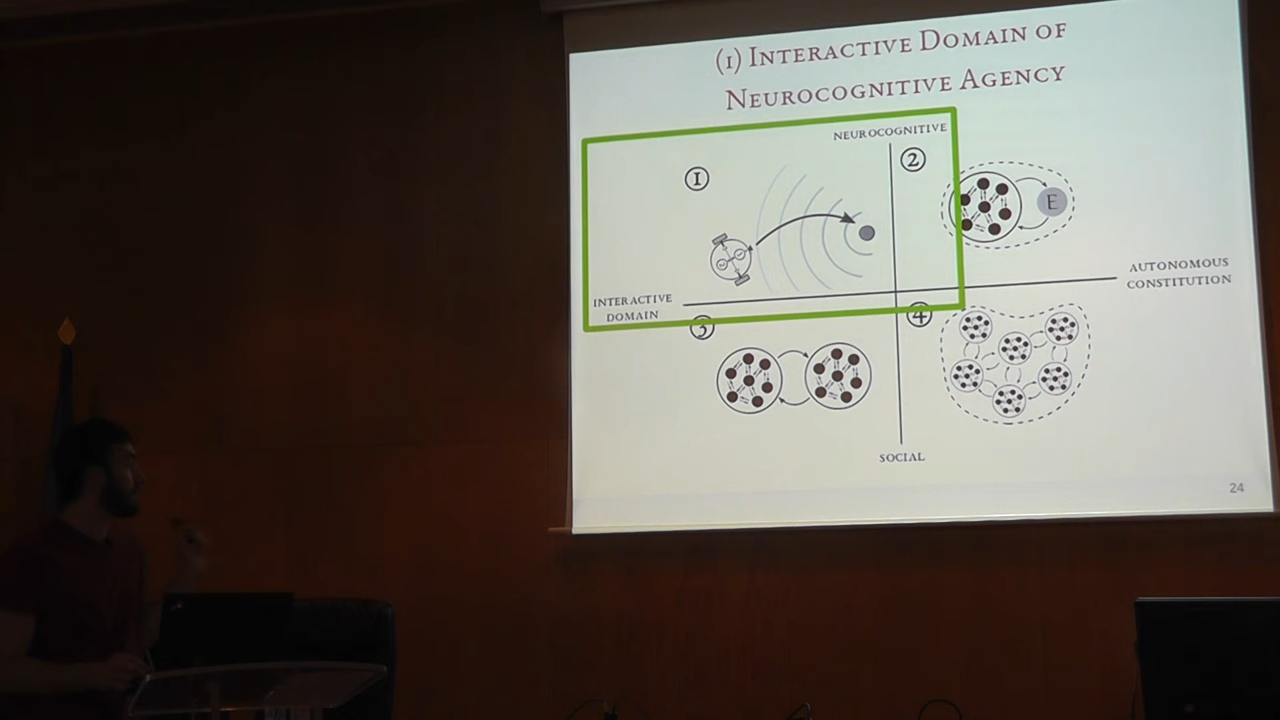 (1) Interactive Domain of
Neurocognitive Agency
NEUROCOGNITIVE
1
2
E
INTERACTIVE
DOMAIN
AUTONOMOUS
CONSTITUTION
3
4
SOCIAL
24